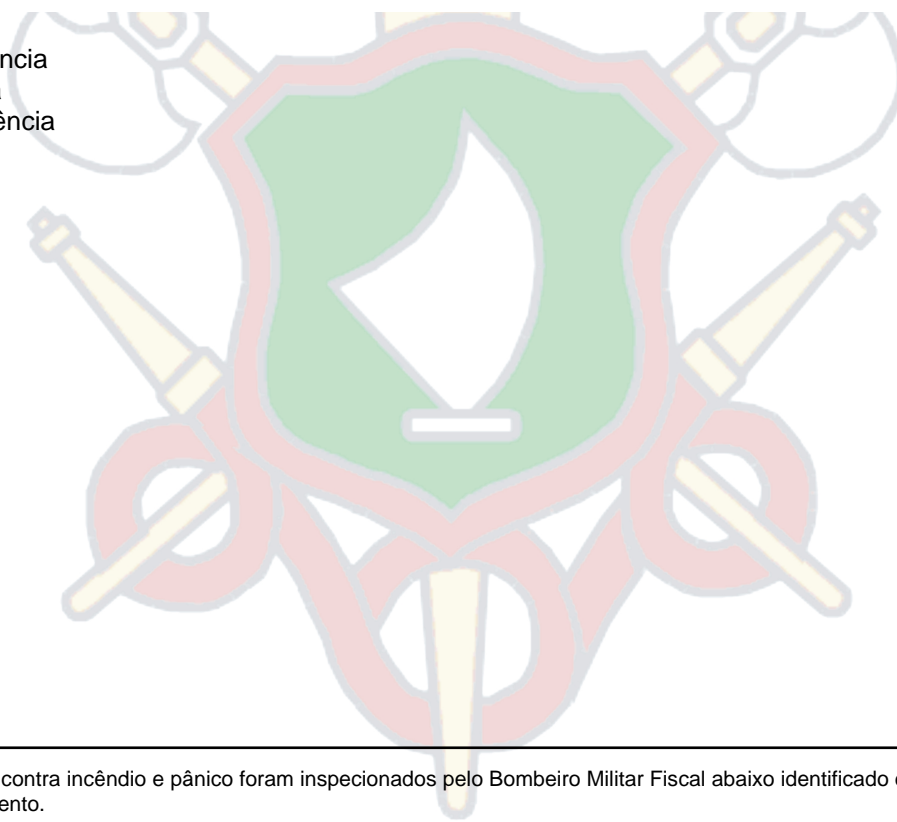 ncia
ência
contra incêndio e pânico foram inspecionados pelo Bombeiro Militar Fiscal abaixo identificado
ento.